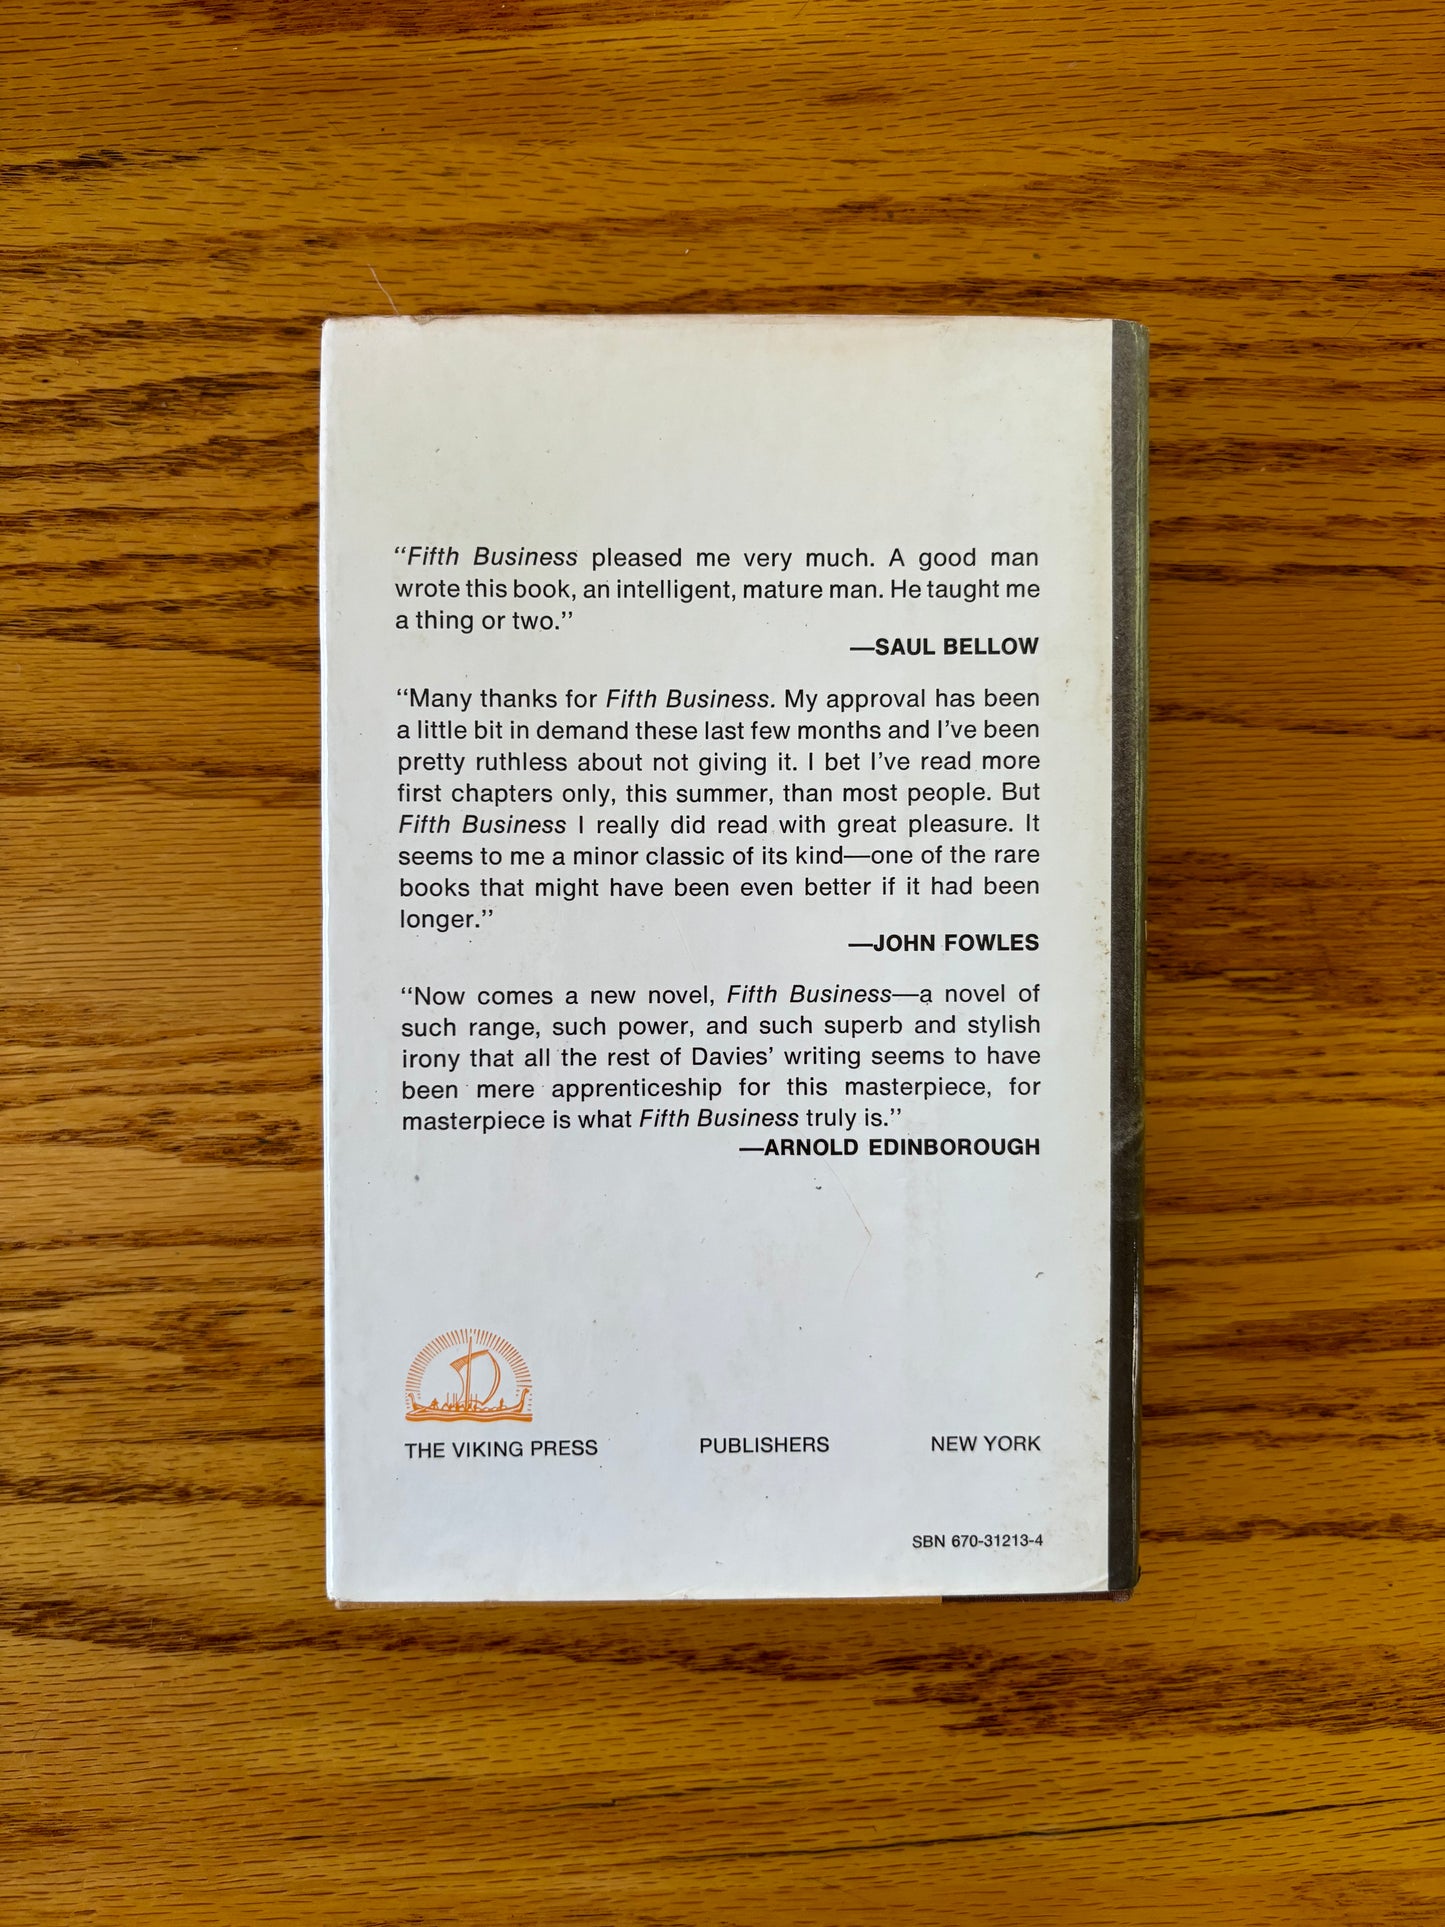 “Fifth Business pleased me very much. A good man
wrote this book, an intelligent, mature man. He taught me
a thing or two.”
—SAUL BELLOW
“Many thanks for Fifth Business. My approval has been
a little bit in demand these last few months and I’ve been
pretty ruthless about not giving it. I bet I’ve read more
first chapters only, this summer, than most people. But
Fifth Business I really did read with great pleasure. It
seems to me a minor classic of its kind—one of the rare
books that might have been even better if it had been
longer.”
—JOHN FOWLES
“Now comes a new novel, Fifth Business—a novel of
such range, such power, and such superb and stylish
irony that all the rest of Davies’ writing seems to have
been mere apprenticeship for this masterpiece, for
masterpiece is what Fifth Business truly is.”
—ARNOLD EDINBOROUGH
THE VIKING PRESS PUBLISHERS NEW YORK
SBN 670-31213-4